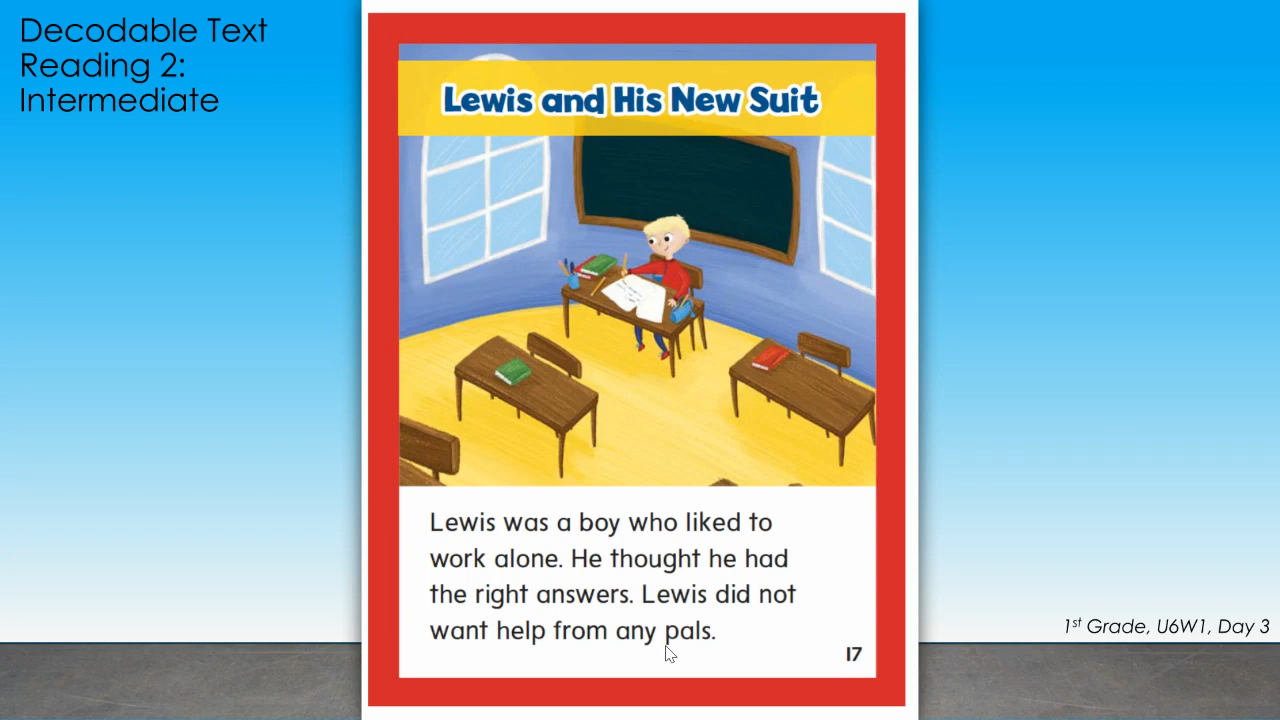 Decodable Text
Reading 2:
Intermediate
Lewis and His New Suit
Lewis was a boy who liked to
work alone. He thought he had
the right answers. Lewis did not
want help from any pals.
17
1st Grade, U6W1, Day 3